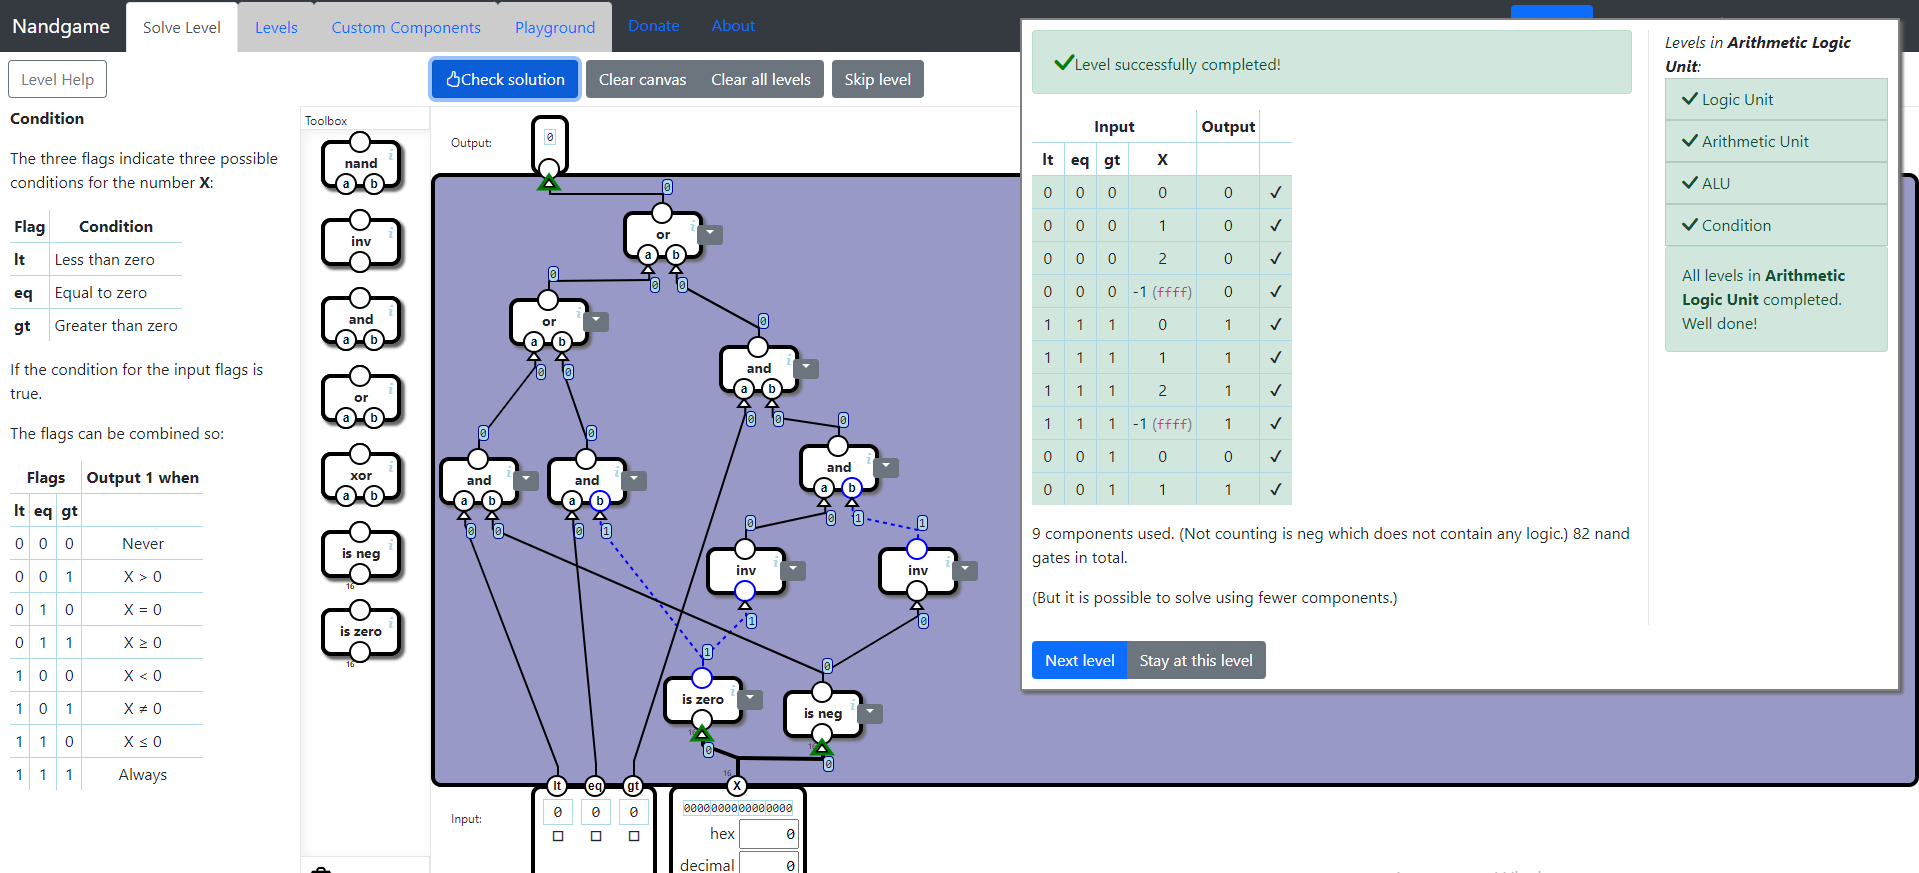 Nandgame
Solve Level
Levels
Custom Components
Playground
Donate
About
Level Help
Check solution
Clear canvas
Clear all levels
Skip level
Condition
The three flags indicate three possible
conditions for the number X:
Flag Condition
lt Less than zero
eq Equal to zero
gt Greater than zero
If the condition for the input flags is
true.
The flags can be combined so:
Flags Output 1 when
lt eq gt
0 0 0 Never
0 0 1 X > 0
0 1 0 X = 0
0 1 1 X ≥ 0
1 0 0 X < 0
1 0 1 X ≠ 0
1 1 0 X ≤ 0
1 1 1 Always
Toolbox
nand
a b
inv
and
a b
or
a b
xor
a b
is neg
16
is zero
16
Output:
0
0
or
a b
0 0
0
or
a b
0 0
0
and
a b
0 0
0
and
a b
0 0
0
and
a b
0 1
0
and
a b
0 1
0
inv
1
1
inv
0
1
is zero
0
0
is neg
0
16
lt eq gt X
Input:
0 0 0
0000000000000000
hex 0
decimal 0
Level successfully completed!
Input Output
lt eq gt X
0 0 0 0 0 ✓
0 0 0 1 0 ✓
0 0 0 2 0 ✓
0 0 0 -1 (ffff) 0 ✓
1 1 1 0 1 ✓
1 1 1 1 1 ✓
1 1 1 2 1 ✓
1 1 1 -1 (ffff) 1 ✓
0 0 1 0 0 ✓
0 0 1 1 1 ✓
9 components used. (Not counting is neg which does not contain any logic.) 82 nand
gates in total.
(But it is possible to solve using fewer components.)
Next level
Stay at this level
Levels in Arithmetic Logic
Unit:
Logic Unit
Arithmetic Unit
ALU
Condition
All levels in Arithmetic
Logic Unit completed.
Well done!